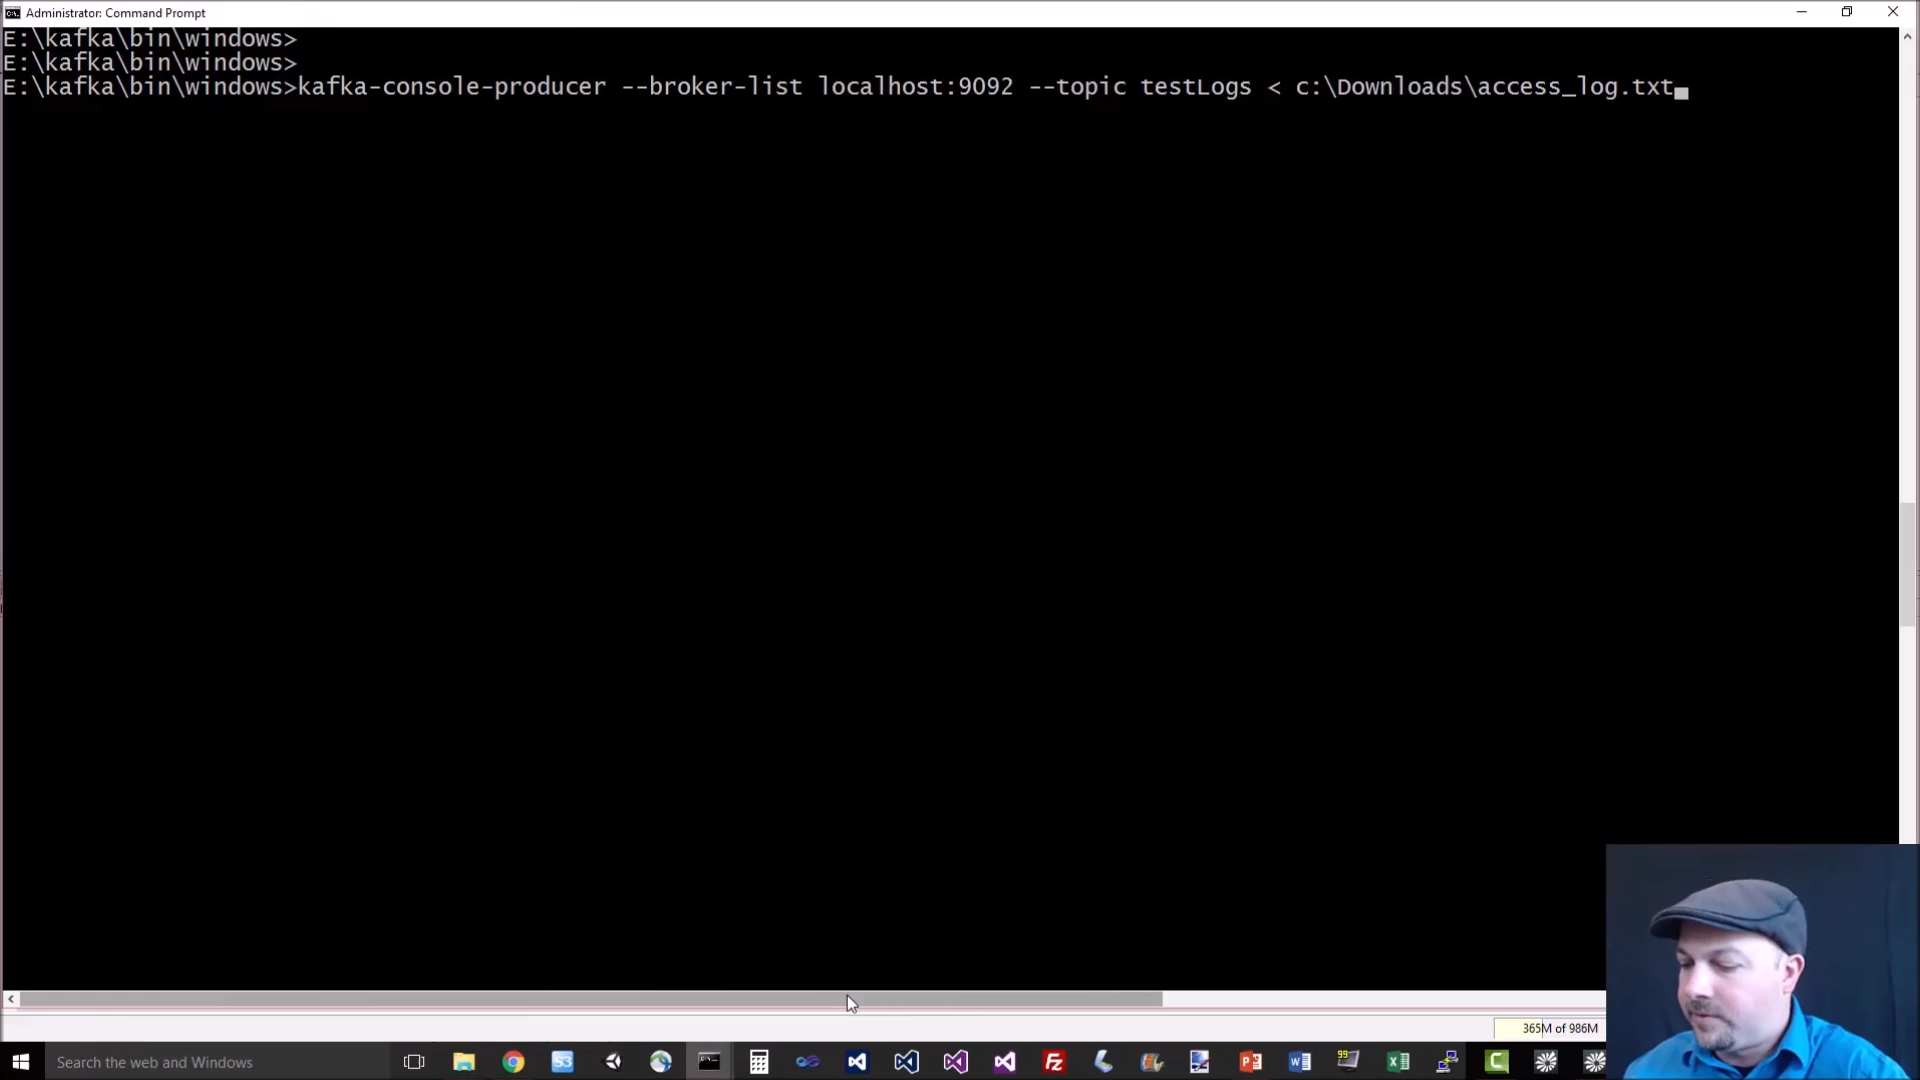 Administrator: Command Prompt
E:\kafka\bin\windows>
E:\kafka\bin\windows>
E:\kafka\bin\windows>kafka-console-producer --broker-list localhost:9092 --topic testLogs < c:\Downloads\access_log.txt
365M of 986M
Search the web and Windows